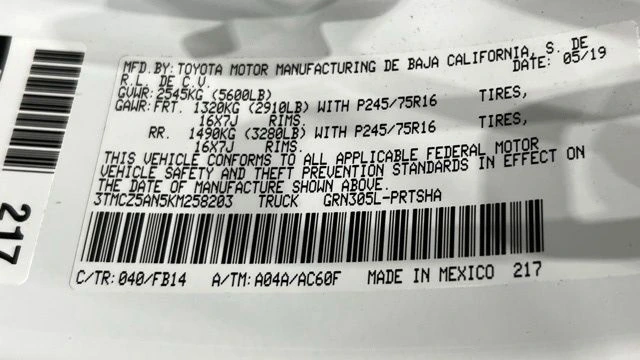 MFD.BY:TOYOTA MOTOR MANUFACTURING DE BAJA CALIFORNIA, S. DE
R.L. DE C.V. DATE: 05/19
GVWR: 2545KG (5600LB)
GAWR:FRT. 1320KG (2910LB) WITH P245/75R16 TIRES,
16X7J RIMS.
RR. 1490KG (3280LB) WITH P245/75R16 TIRES,
16X7J RIMS.
THIS VEHICLE CONFORMS TO ALL APPLICABLE FEDERAL MOTOR
VEHICLE SAFETY AND THEFT PREVENTION STANDARDS IN EFFECT ON
THE DATE OF MANUFACTURE SHOWN ABOVE.
3TMCZ5AN5KM258203 TRUCK GRN305L-PRTSHA
C/TR:040/FB14 A/TM:A04A/AC60F MADE IN MEXICO 217
217